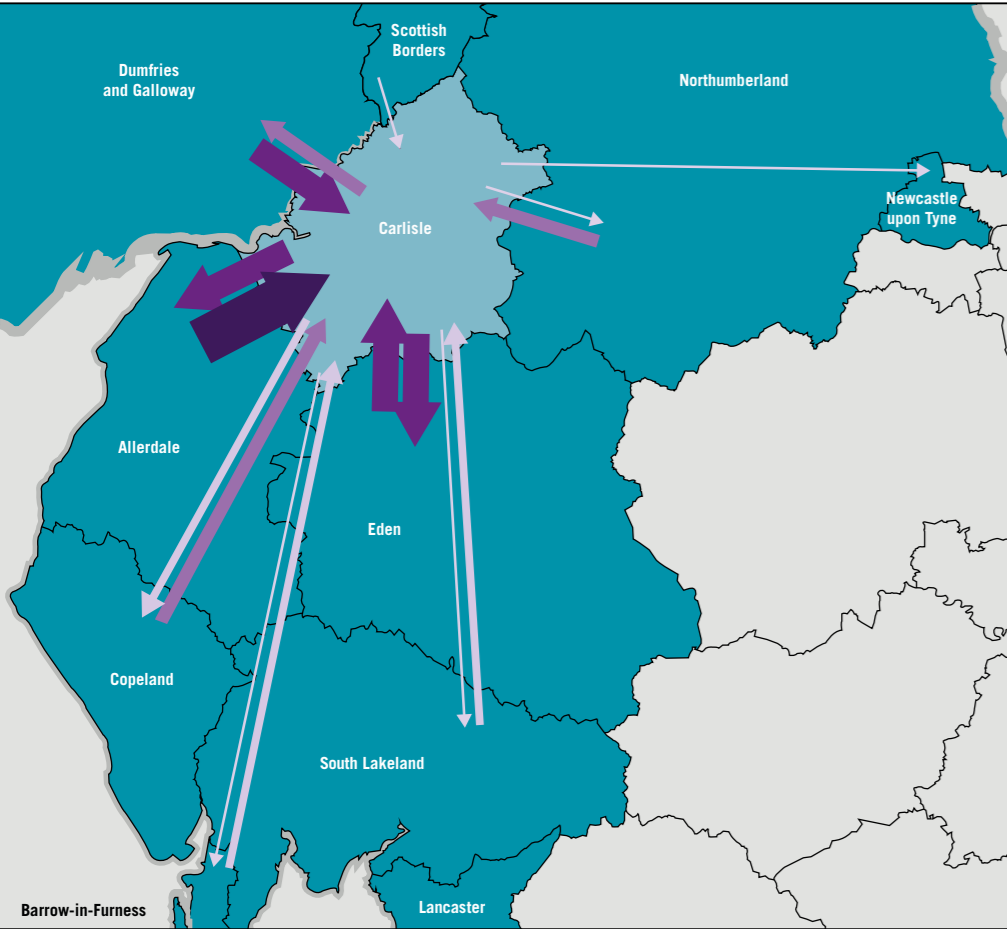 Scottish
Borders
Dumfries
and Galloway
Northumberland
Newcastle
upon Tyne
Carlisle
Allerdale
Eden
Copeland
South Lakeland
Barrow-in-Furness
Lancaster